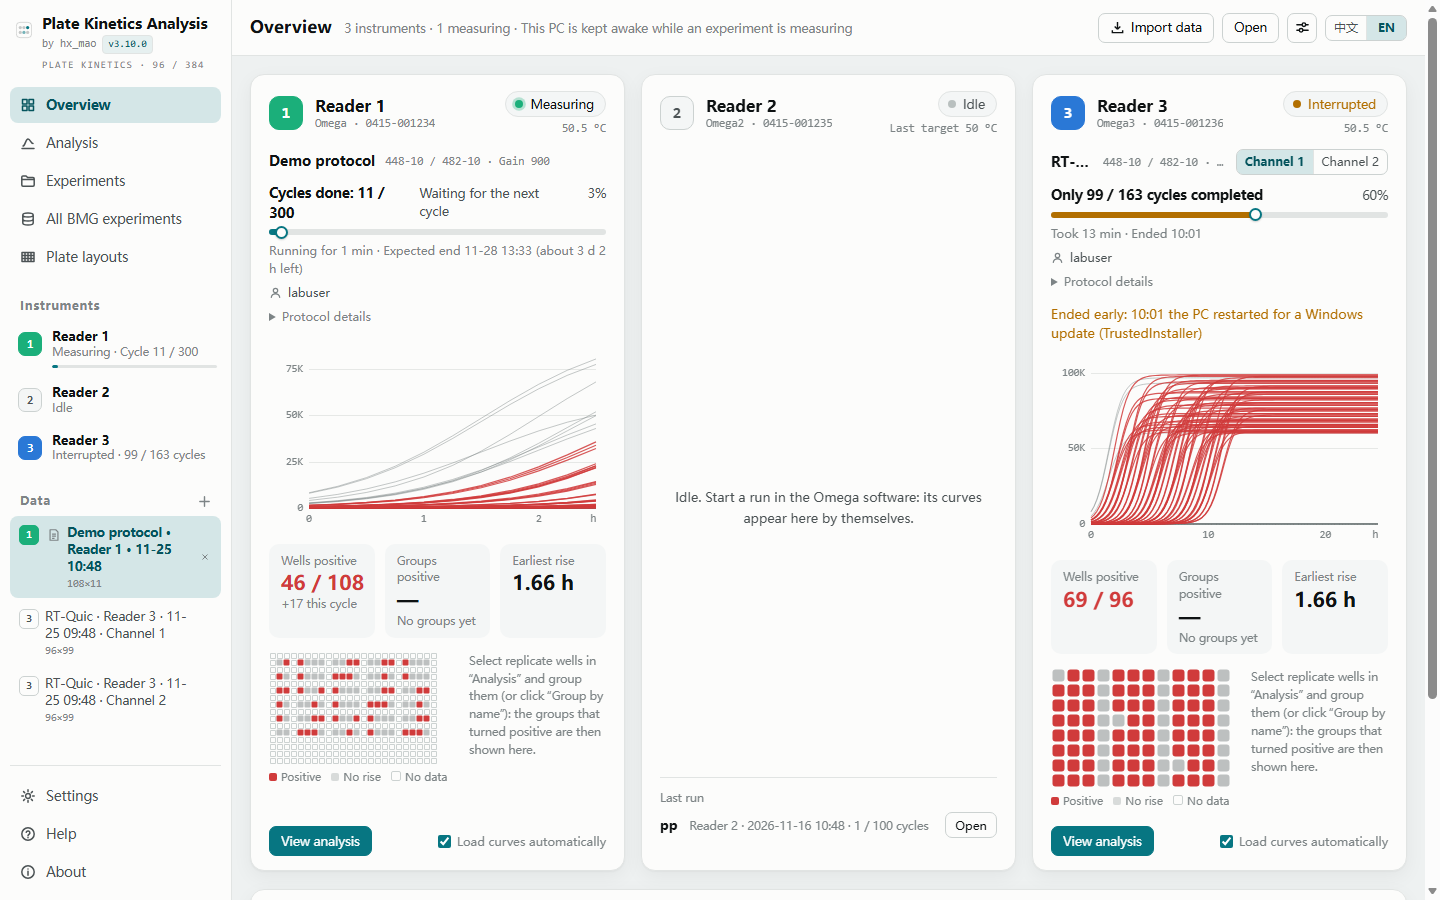 Plate Kinetics Analysis
by hx_mao v3.10.0
PLATE KINETICS · 96 / 384
Overview
Analysis
Experiments
All BMG experiments
Plate layouts
Instruments
1 Reader 1
Measuring · Cycle 11 / 300
2 Reader 2
Idle
3 Reader 3
Interrupted · 99 / 163 cycles
Data +
1 Demo protocol •
Reader 1 • 11-25
10:48 ×
108×11
3 RT-Quic · Reader 3 · 11-
25 09:48 · Channel 1
96×99
3 RT-Quic · Reader 3 · 11-
25 09:48 · Channel 2
96×99
Settings
Help
About
Overview 3 instruments · 1 measuring · This PC is kept awake while an experiment is measuring
Import data Open 中文 EN
1 Reader 1 Measuring
Omega · 0415-001234 50.5 °C
Demo protocol 448-10 / 482-10 · Gain 900
Cycles done: 11 /
300
Waiting for the next
cycle
3%
Running for 1 min · Expected end 11-28 13:33 (about 3 d 2
h left)
labuser
▶ Protocol details
75K
50K
25K
0
0 1 2 h
Wells positive
46 / 108
+17 this cycle
Groups
positive
—
No groups yet
Earliest rise
1.66 h
Select replicate wells in
“Analysis” and group
them (or click “Group by
name”): the groups that
turned positive are then
shown here.
Positive No rise No data
View analysis Load curves automatically
2 Reader 2 Idle
Omega2 · 0415-001235 Last target 50 °C
Idle. Start a run in the Omega software: its curves
appear here by themselves.
Last run
pp Reader 2 · 2026-11-16 10:48 · 1 / 100 cycles Open
3 Reader 3 Interrupted
Omega3 · 0415-001236 50.5 °C
RT-... 448-10 / 482-10 · … Channel 1 Channel 2
Only 99 / 163 cycles completed 60%
Took 13 min · Ended 10:01
labuser
▶ Protocol details
Ended early: 10:01 the PC restarted for a Windows
update (TrustedInstaller)
100K
50K
0
0 10 20 h
Wells positive
69 / 96
Groups
positive
—
No groups yet
Earliest rise
1.66 h
Select replicate wells in
“Analysis” and group
them (or click “Group by
name”): the groups that
turned positive are then
shown here.
Positive No rise No data
View analysis Load curves automatically